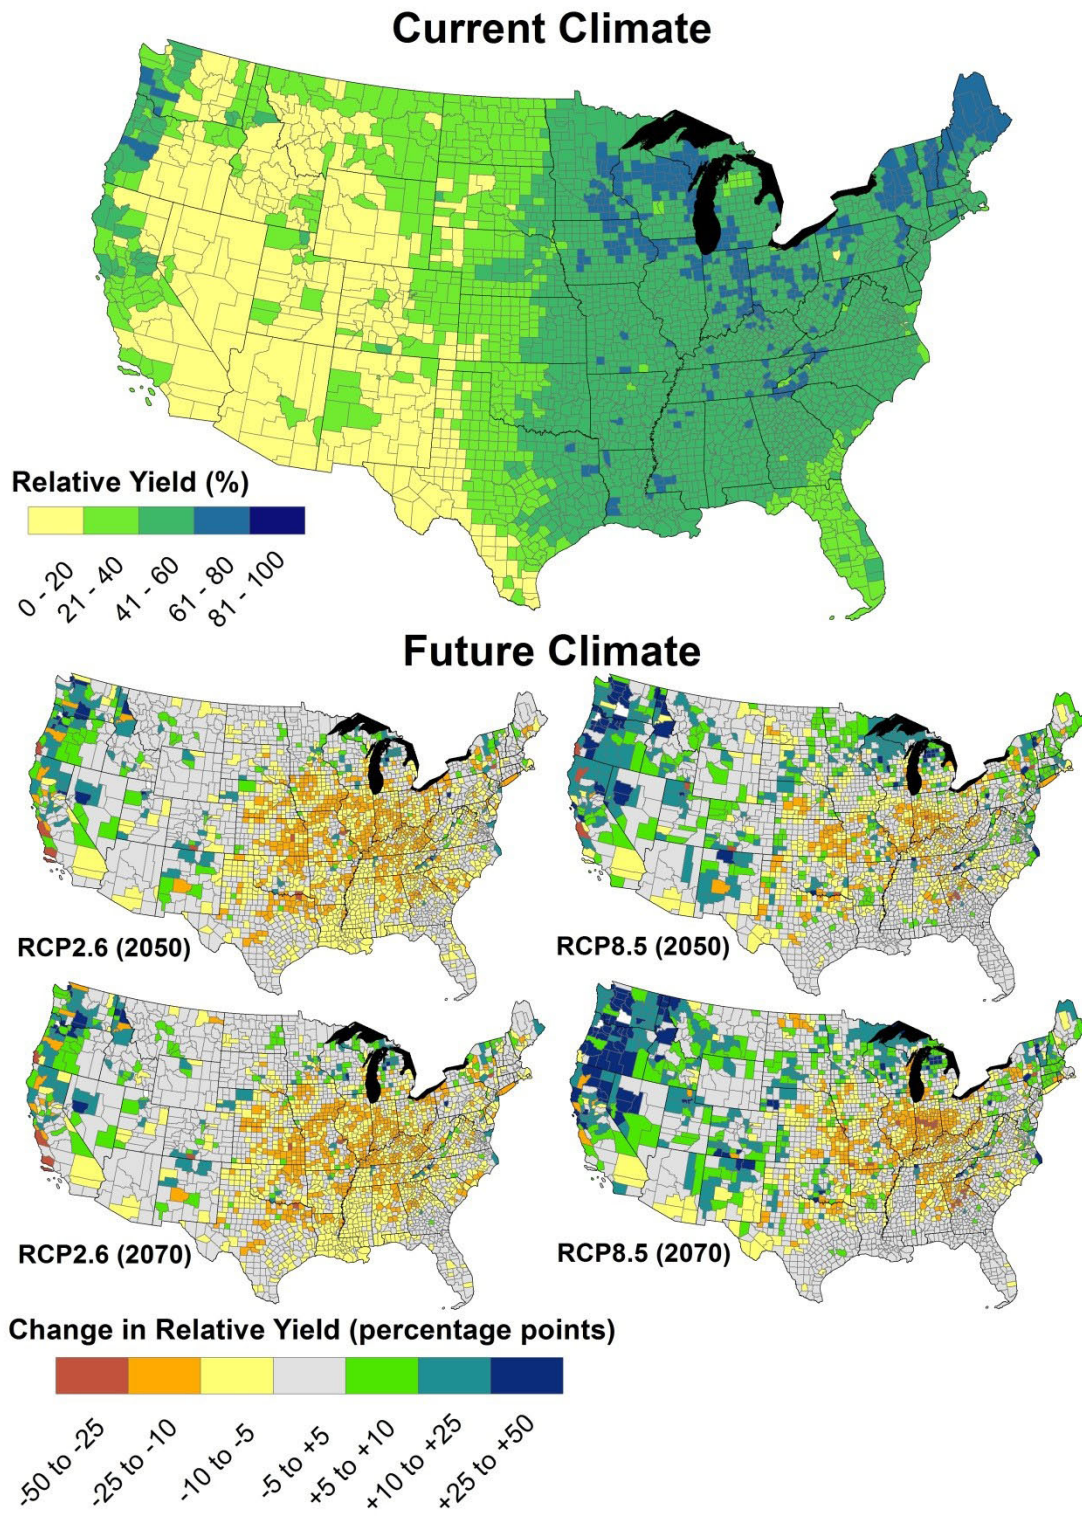 Current Climate
Relative Yield (%)
0 - 20
21 - 40
41 - 60
61 - 80
81 - 100
Future Climate
RCP2.6 (2050)
RCP8.5 (2050)
RCP2.6 (2070)
RCP8.5 (2070)
Change in Relative Yield (percentage points)
-50 to -25
-25 to -10
-10 to -5
-5 to +5
+5 to +10
+10 to +25
+25 to +50